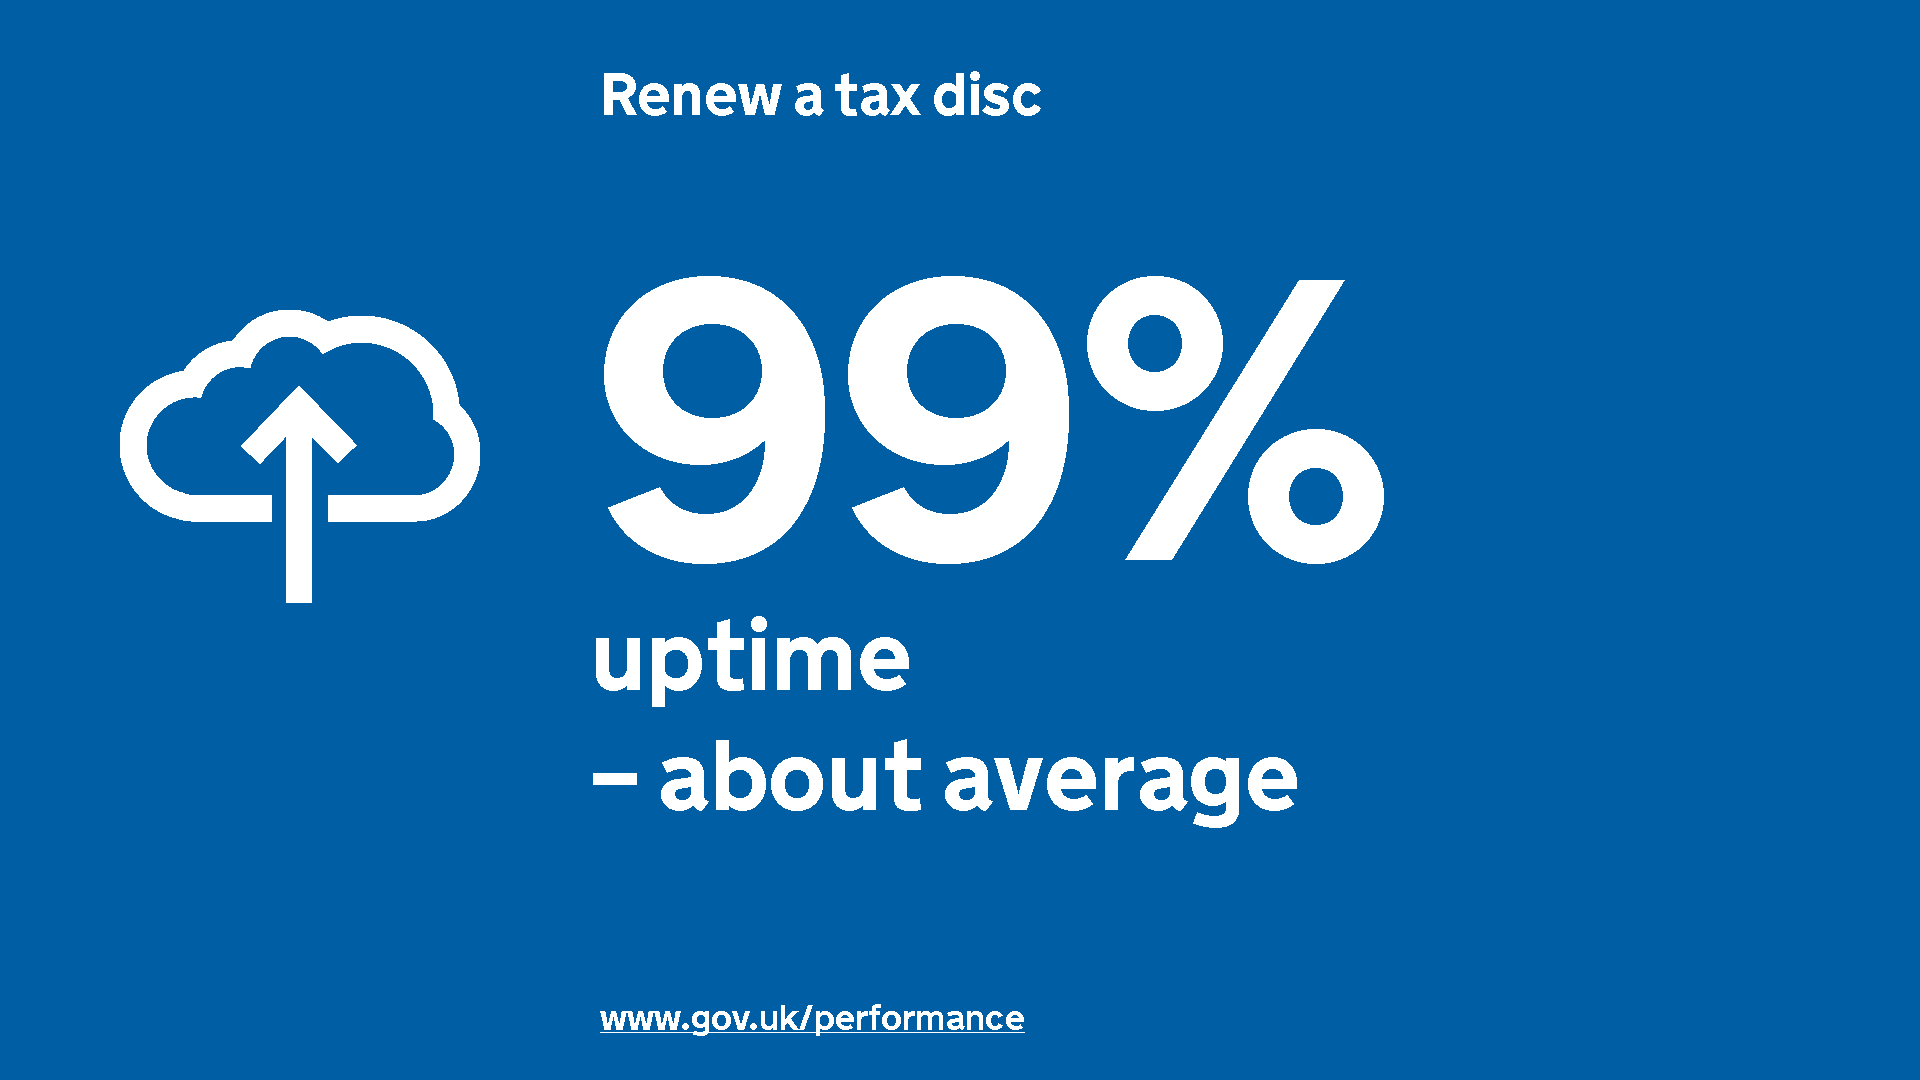 Renew a tax disc
99%
uptime
– about average
www.gov.uk/performance